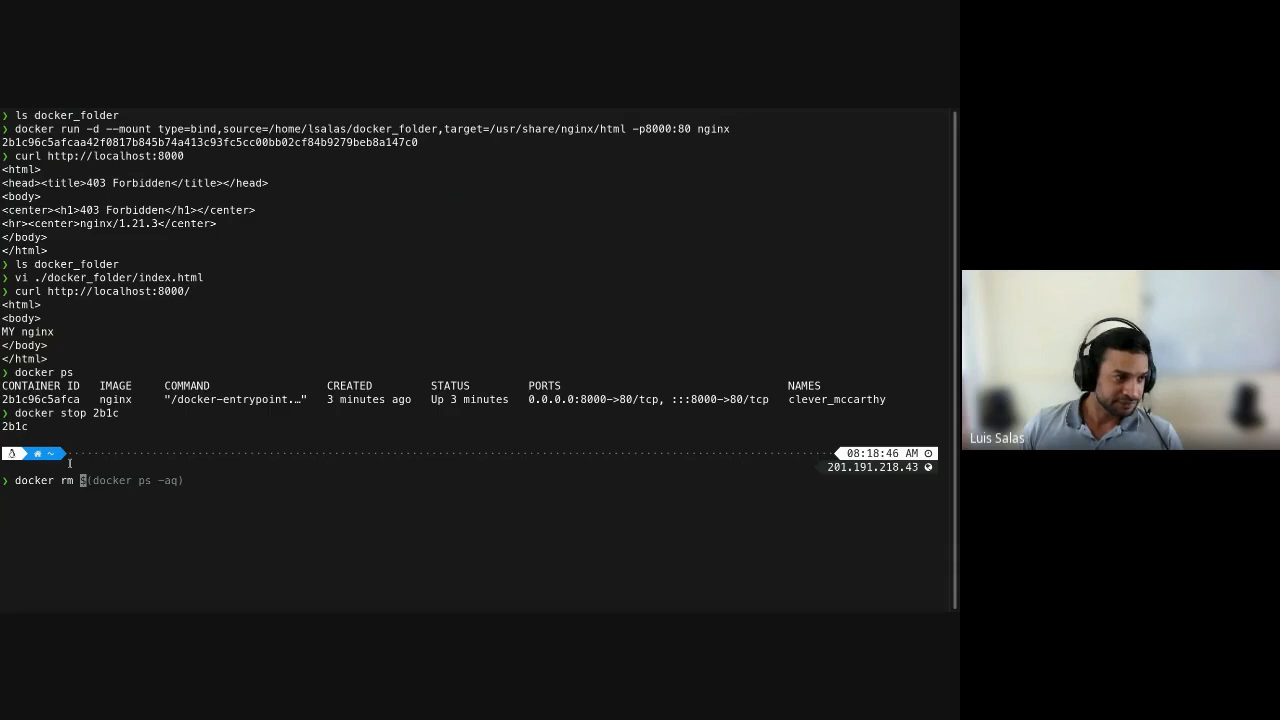 ❯ ls docker_folder
❯ docker run -d --mount type=bind,source=/home/lsalas/docker_folder,target=/usr/share/nginx/html -p8000:80 nginx
2b1c96c5afcaa42f0817b845b74a413c93fc5cc00bb02cf84b9279beb8a147c0
❯ curl http://localhost:8000
<html>
<head><title>403 Forbidden</title></head>
<body>
<center><h1>403 Forbidden</h1></center>
<hr><center>nginx/1.21.3</center>
</body>
</html>
❯ ls docker_folder
❯ vi ./docker_folder/index.html
❯ curl http://localhost:8000/
<html>
<body>
MY nginx
</body>
</html>
❯ docker ps
CONTAINER ID   IMAGE     COMMAND                  CREATED         STATUS         PORTS                                   NAMES
2b1c96c5afca   nginx     "/docker-entrypoint.…"   3 minutes ago   Up 3 minutes   0.0.0.0:8000->80/tcp, :::8000->80/tcp   clever_mccarthy
❯ docker stop 2b1c
2b1c
~ 08:18:46 AM
201.191.218.43
❯ docker rm $(docker ps -aq)
Luis Salas